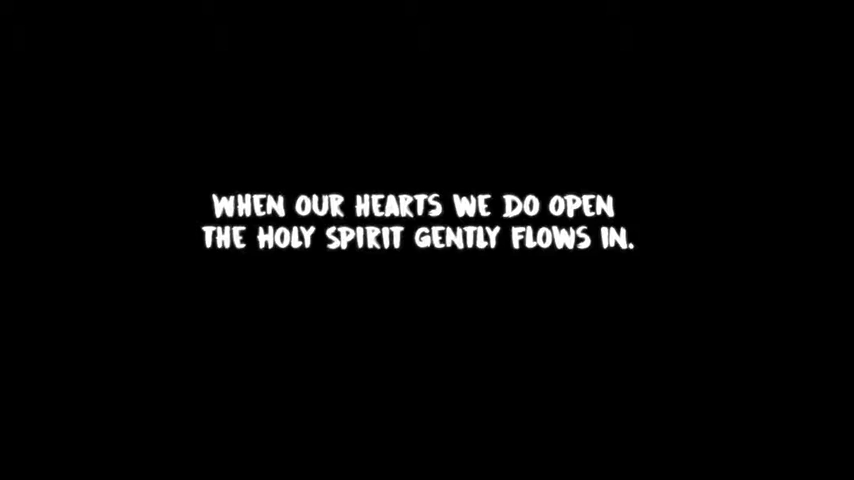 WHEN OUR HEARTS WE DO OPEN
THE HOLY SPIRIT GENTLY FLOWS IN.